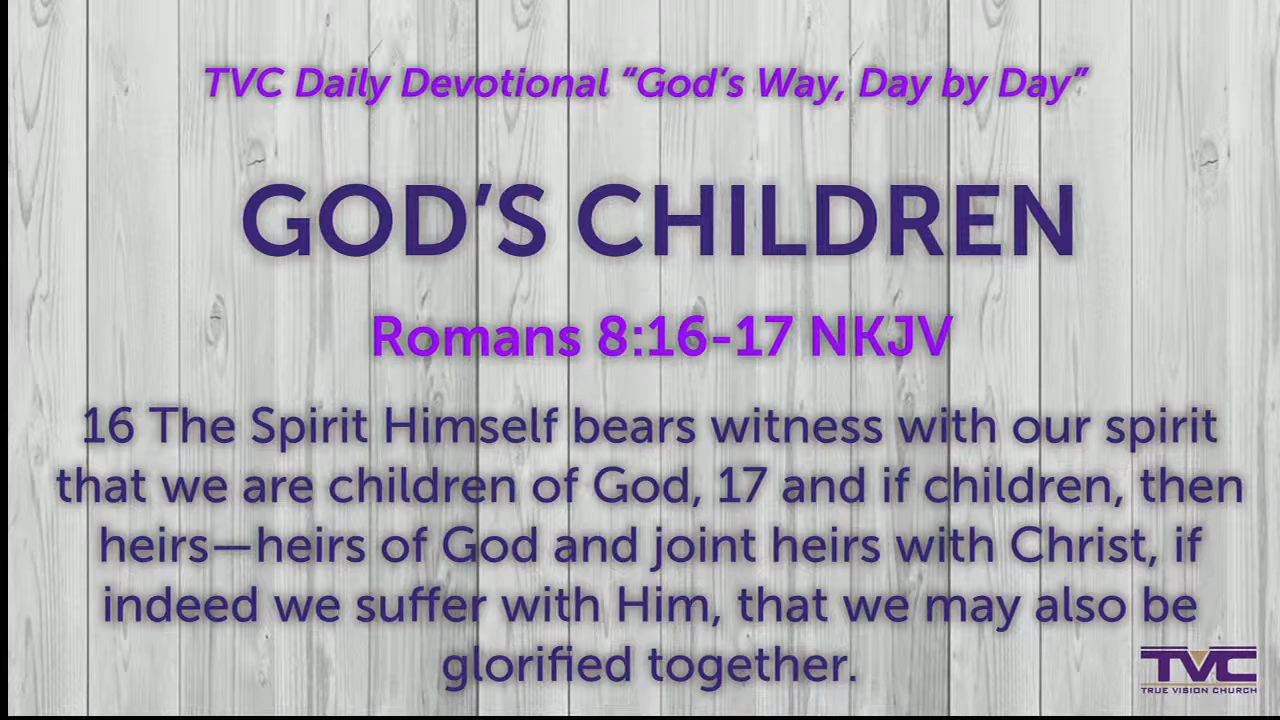 TVC Daily Devotional “God’s Way, Day by Day”
GOD’S CHILDREN
Romans 8:16-17 NKJV
16 The Spirit Himself bears witness with our spirit
that we are children of God, 17 and if children, then
heirs—heirs of God and joint heirs with Christ, if
indeed we suffer with Him, that we may also be
glorified together.
TVC
TRUE VISION CHURCH